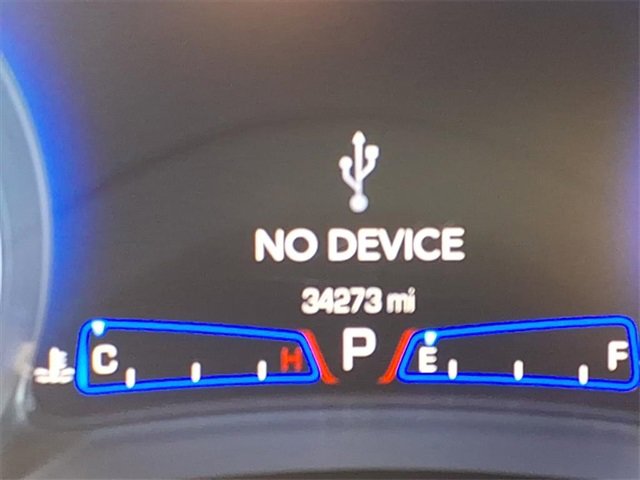 NO DEVICE
34273 mi
C H P E F